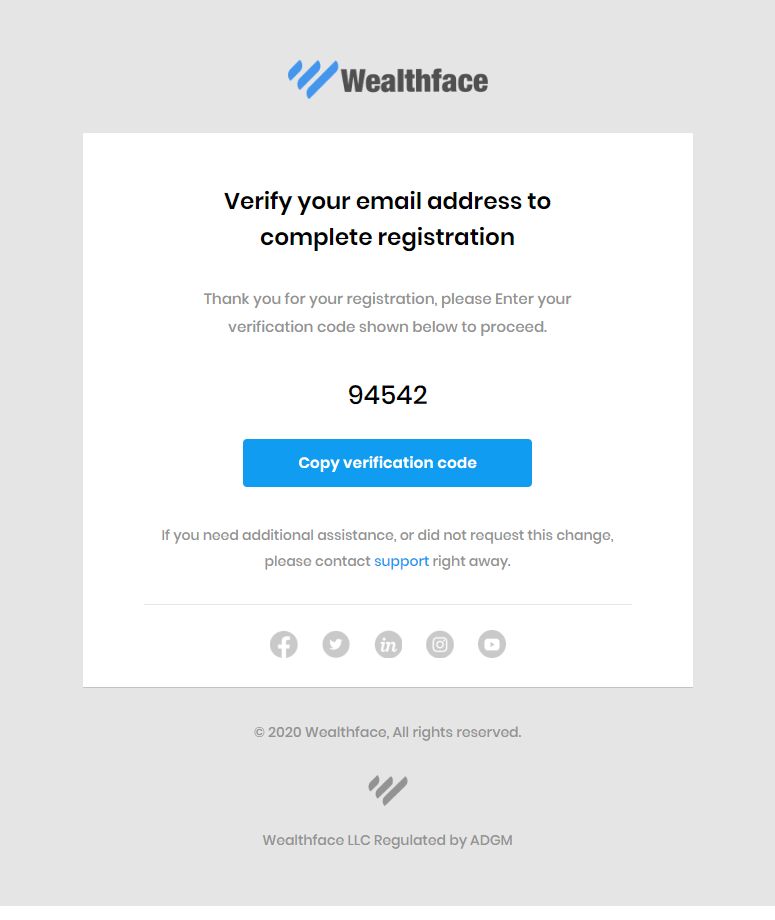 Wealthface
Verify your email address to
complete registration
Thank you for your registration, please Enter your
verification code shown below to proceed.
94542
Copy verification code
If you need additional assistance, or did not request this change,
please contact support right away.
in
© 2020 Wealthface, All rights reserved.
Wealthface LLC Regulated by ADGM